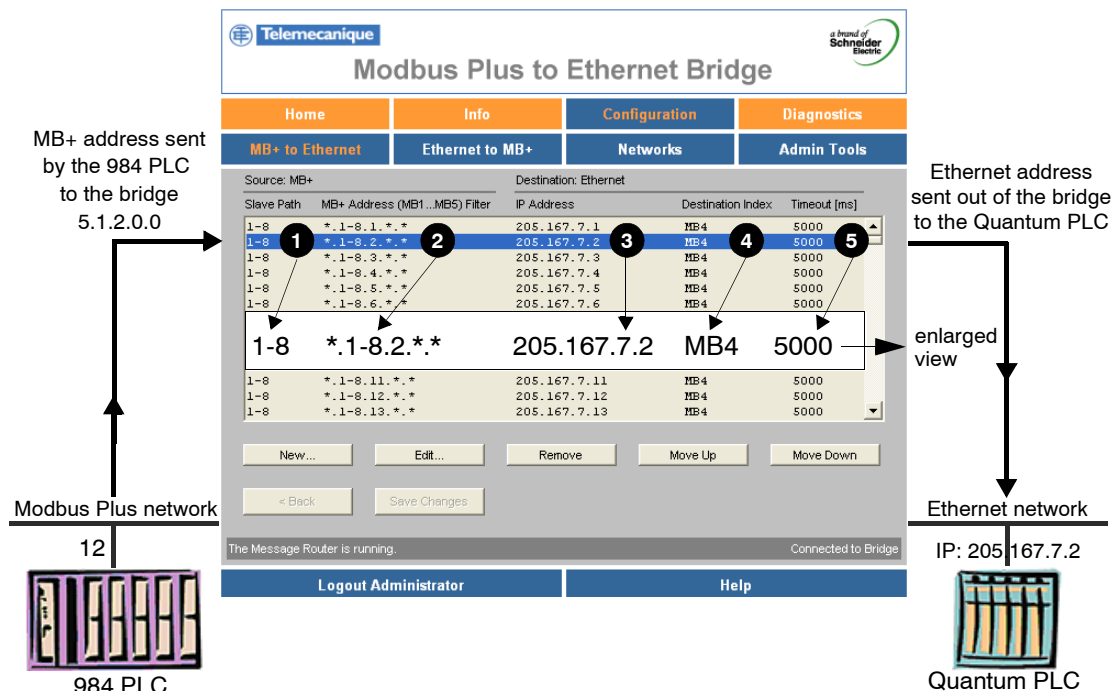 Telemecanique
a brand of
Schneider
Electric
Modbus Plus to Ethernet Bridge
Home Info Configuration Diagnostics
MB+ to Ethernet Ethernet to MB+ Networks Admin Tools
MB+ address sent
by the 984 PLC
to the bridge
5.1.2.0.0
Source: MB+ Destination: Ethernet
Slave Path MB+ Address (MB1...MB5) Filter IP Address Destination Index Timeout [ms]
1-8 *.1-8.1.*.* 205.167.7.1 MB4 5000
1-8 1 *.1-8.2.*.* 2 205.167.7.2 3 MB4 4 5000 5
1-8 *.1-8.3.*.* 205.167.7.3 MB4 5000
1-8 *.1-8.4.*.* 205.167.7.4 MB4 5000
1-8 *.1-8.5.*.* 205.167.7.5 MB4 5000
1-8 *.1-8.6.*.* 205.167.7.6 MB4 5000
1-8 *.1-8.2.*.* 205.167.7.2 MB4 5000
1-8 *.1-8.11.*.* 205.167.7.11 MB4 5000
1-8 *.1-8.12.*.* 205.167.7.12 MB4 5000
1-8 *.1-8.13.*.* 205.167.7.13 MB4 5000
New... Edit... Remove Move Up Move Down
< Back Save Changes
The Message Router is running. Connected to Bridge
Logout Administrator Help
Ethernet address
sent out of the bridge
to the Quantum PLC
enlarged
view
Modbus Plus network
12
984 PLC
Ethernet network
IP: 205.167.7.2
Quantum PLC